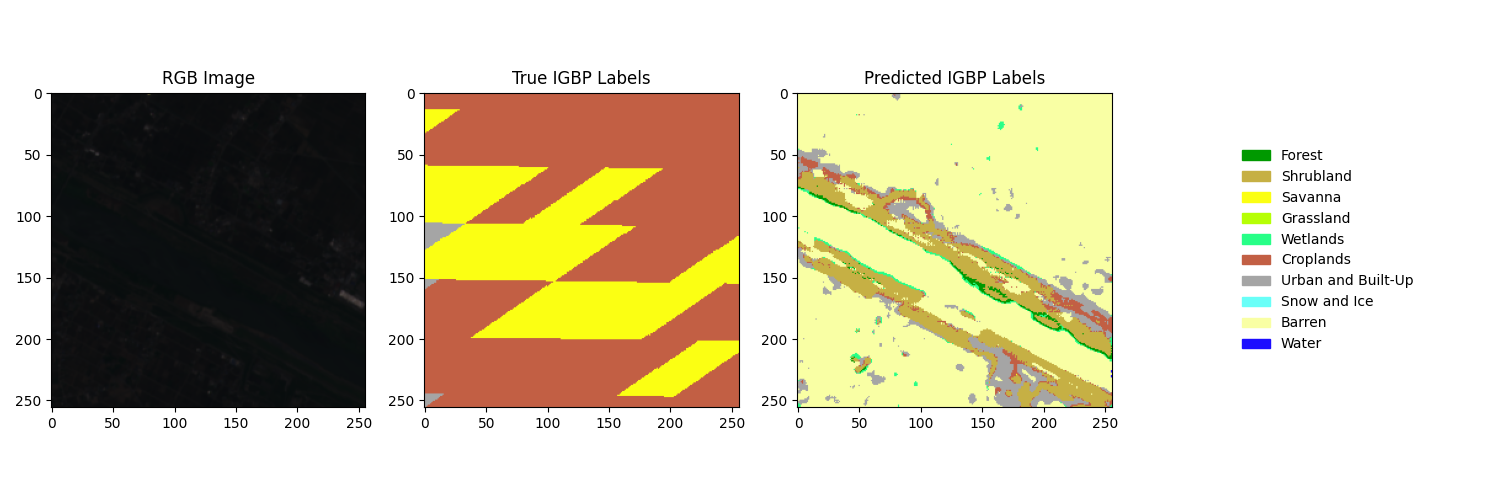 RGB Image
True IGBP Labels
Predicted IGBP Labels
0
50
100
150
200
250
0
50
100
150
200
250
0
50
100
150
200
250
0
50
100
150
200
250
0
50
100
150
200
250
0
50
100
150
200
250
Forest
Shrubland
Savanna
Grassland
Wetlands
Croplands
Urban and Built-Up
Snow and Ice
Barren
Water